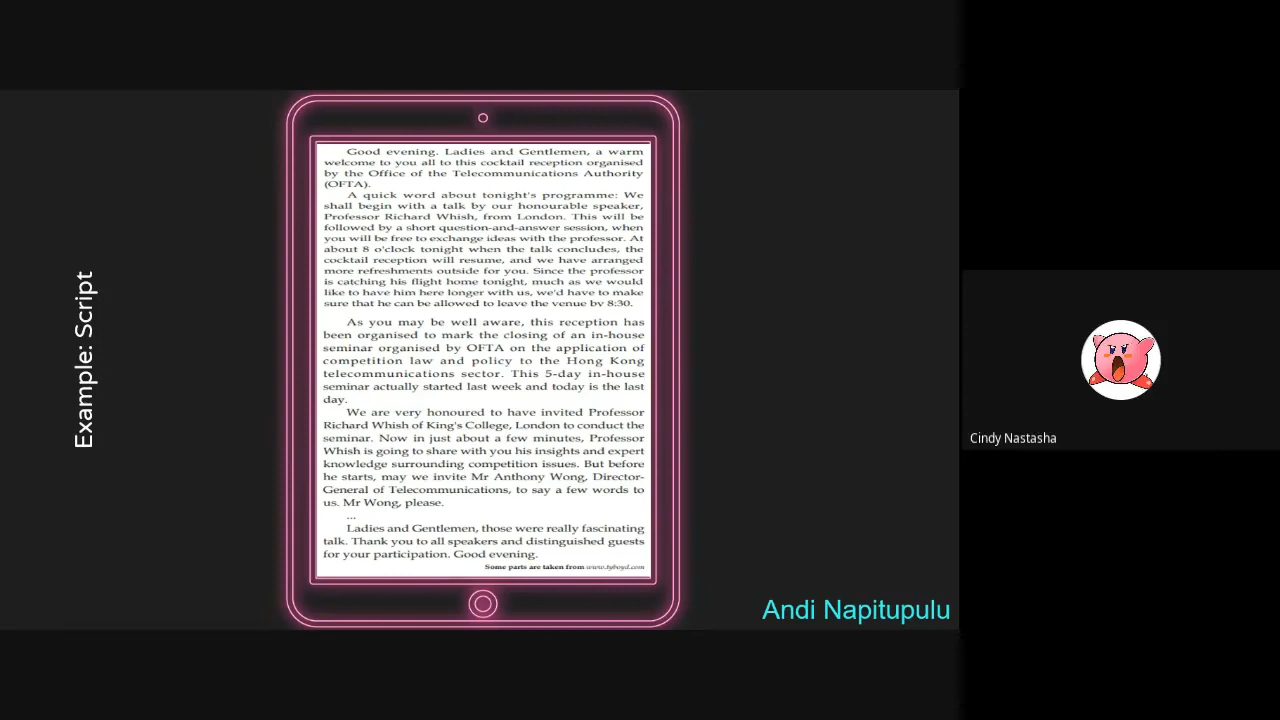 Example: Script
Good evening. Ladies and Gentlemen, a warm
welcome to you all to this cocktail reception organised
by the Office of the Telecommunications Authority
(OFTA).
A quick word about tonight's programme: We
shall begin with a talk by our honourable speaker,
Professor Richard Whish, from London. This will be
followed by a short question-and-answer session, when
you will be free to exchange ideas with the professor. At
about 8 o'clock tonight when the talk concludes, the
cocktail reception will resume, and we have arranged
more refreshments outside for you. Since the professor
is catching his flight home tonight, much as we would
like to have him here longer with us, we'd have to make
sure that he can be allowed to leave the venue by 8:30.
As you may be well aware, this reception has
been organised to mark the closing of an in-house
seminar organised by OFTA on the application of
competition law and policy to the Hong Kong
telecommunications sector. This 5-day in-house
seminar actually started last week and today is the last
day.
We are very honoured to have invited Professor
Richard Whish of King's College, London to conduct the
seminar. Now in just about a few minutes, Professor
Whish is going to share with you his insights and expert
knowledge surrounding competition issues. But before
he starts, may we invite Mr Anthony Wong, Director-
General of Telecommunications, to say a few words to
us. Mr Wong, please.
...
Ladies and Gentlemen, those were really fascinating
talk. Thank you to all speakers and distinguished guests
for your participation. Good evening.
Some parts are taken from www.tyboyd.com
Andi Napitupulu
Cindy Nastasha